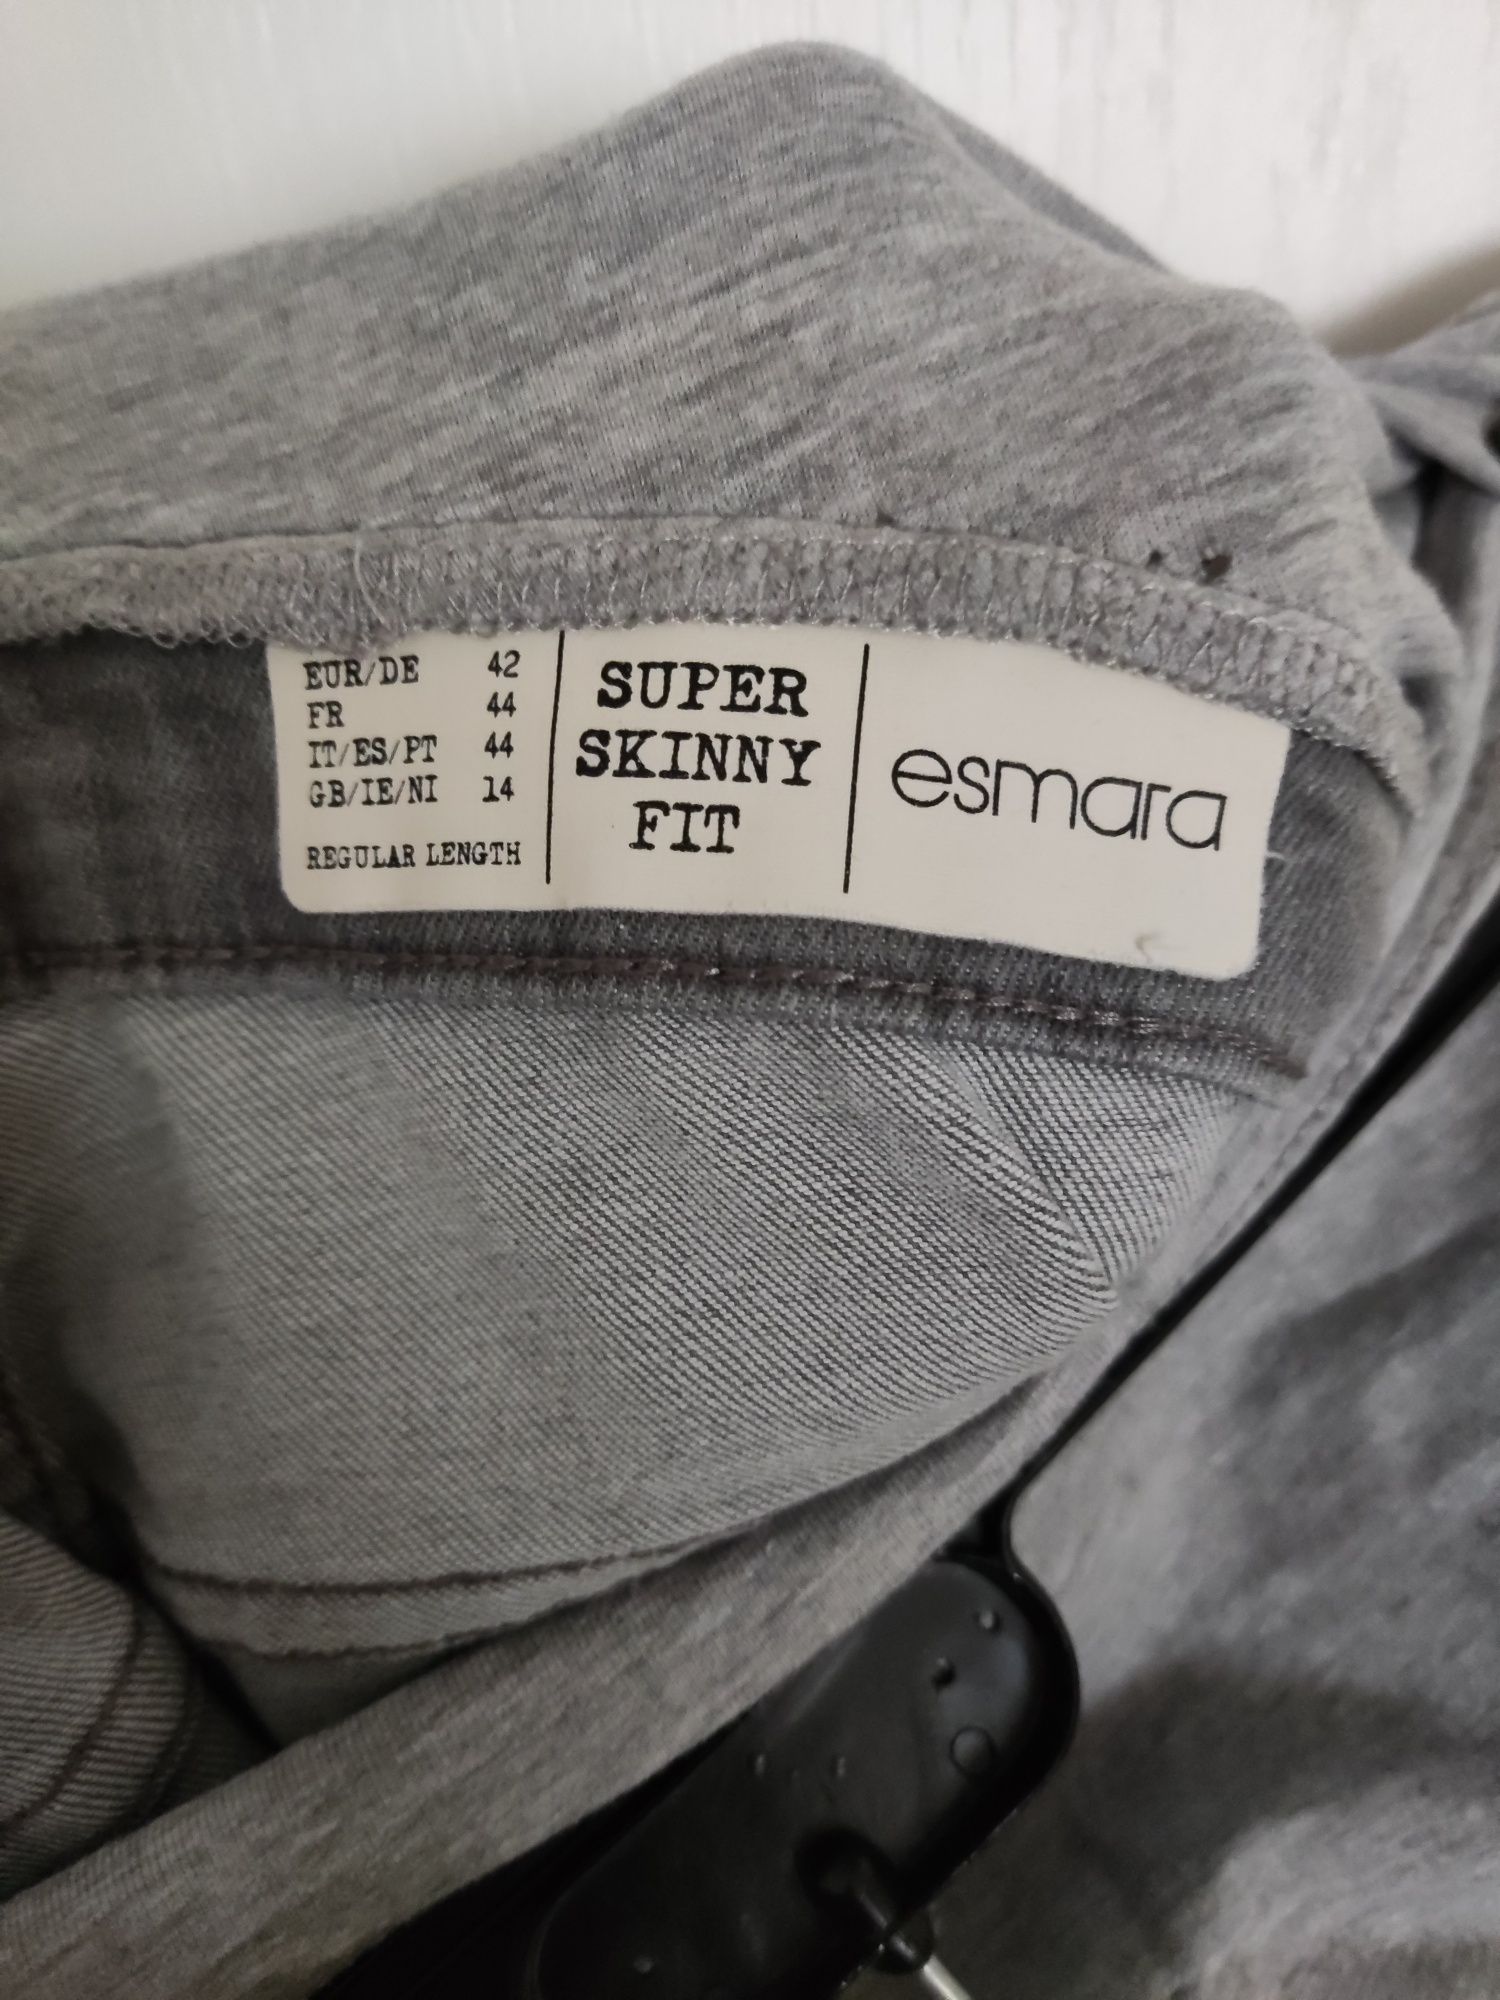 EUR/DE 42
FR 44
IT/ES/PT 44
GB/IE/NI 14
REGULAR LENGTH
SUPER
SKINNY
FIT
esmara